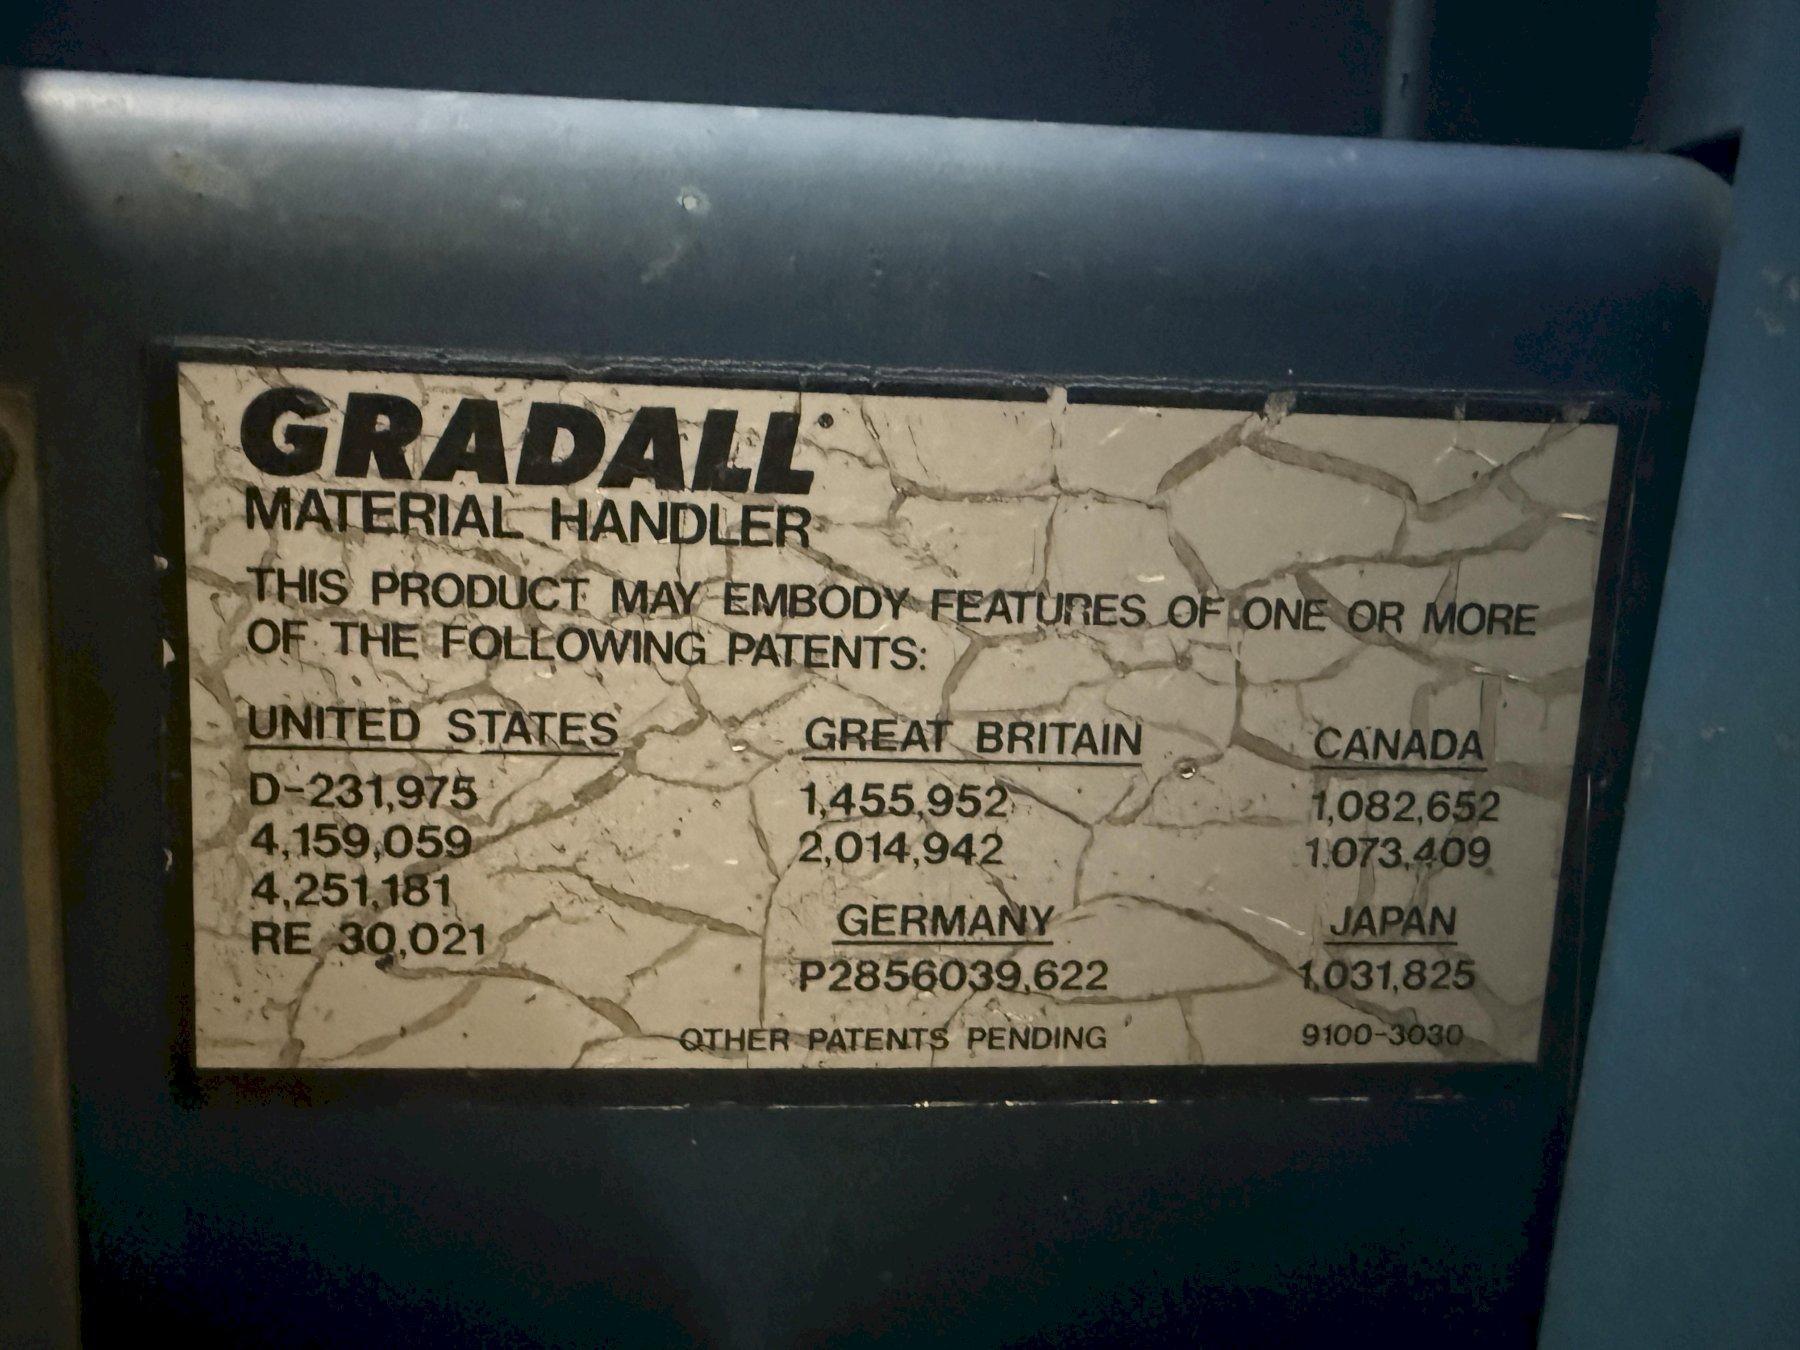 GRADALL
MATERIAL HANDLER
THIS PRODUCT MAY EMBODY FEATURES OF ONE OR MORE
OF THE FOLLOWING PATENTS:
UNITED STATES
D-231,975
4,159,059
4,251,181
RE 30,021
GREAT BRITAIN
1,455,952
2,014,942
GERMANY
P2856039,622
CANADA
1,082,652
1,073,409
JAPAN
1,031,825
OTHER PATENTS PENDING
9100-3030